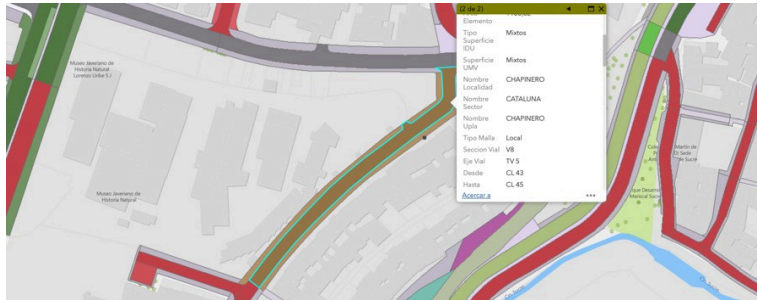 (2 de 2)
Elemento
Tipo Mixtos
Superficie
IDU
Superficie Mixtos
UMV
Nombre CHAPINERO
Localidad
Nombre CATALUNA
Sector
Nombre CHAPINERO
Upla
Tipo Malla Local
Seccion Vial V8
Eje Vial TV 5
Desde CL 43
Hasta CL 45
Acercar a
Museo Javeriano de
Historia Natural
Lorenzo Uribe S.J
Museo Javeriano de
Historia Natural